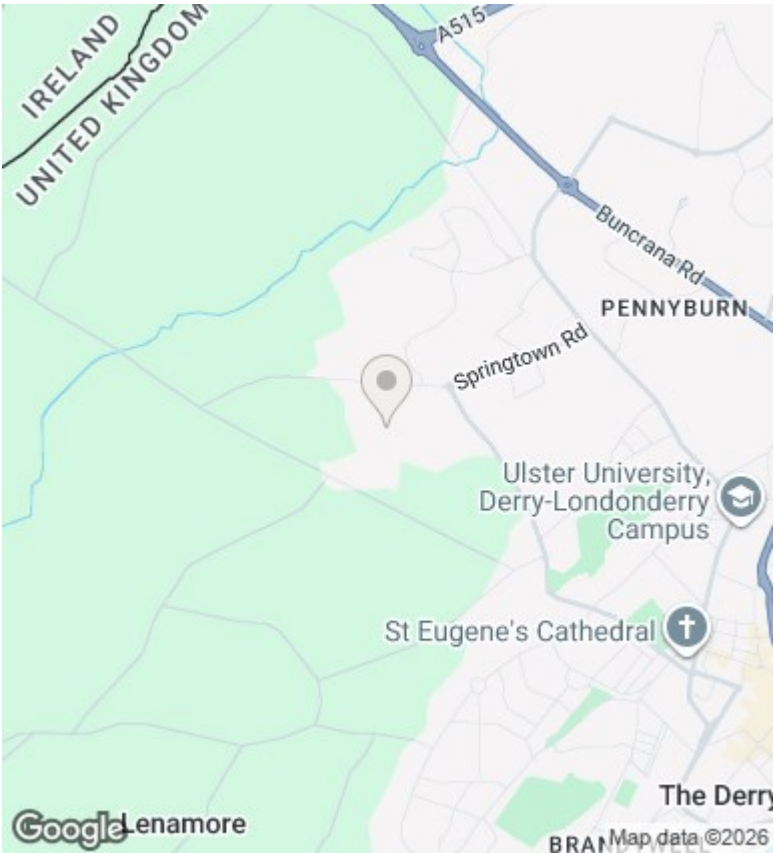 A515
IRELAND
UNITED KINGDOM
Buncrana Rd
PENNYBURN
Springtown Rd
Ulster University,
Derry-Londonderry
Campus
St Eugene's Cathedral
The Derry
Google
Lenamore
Map data ©2026